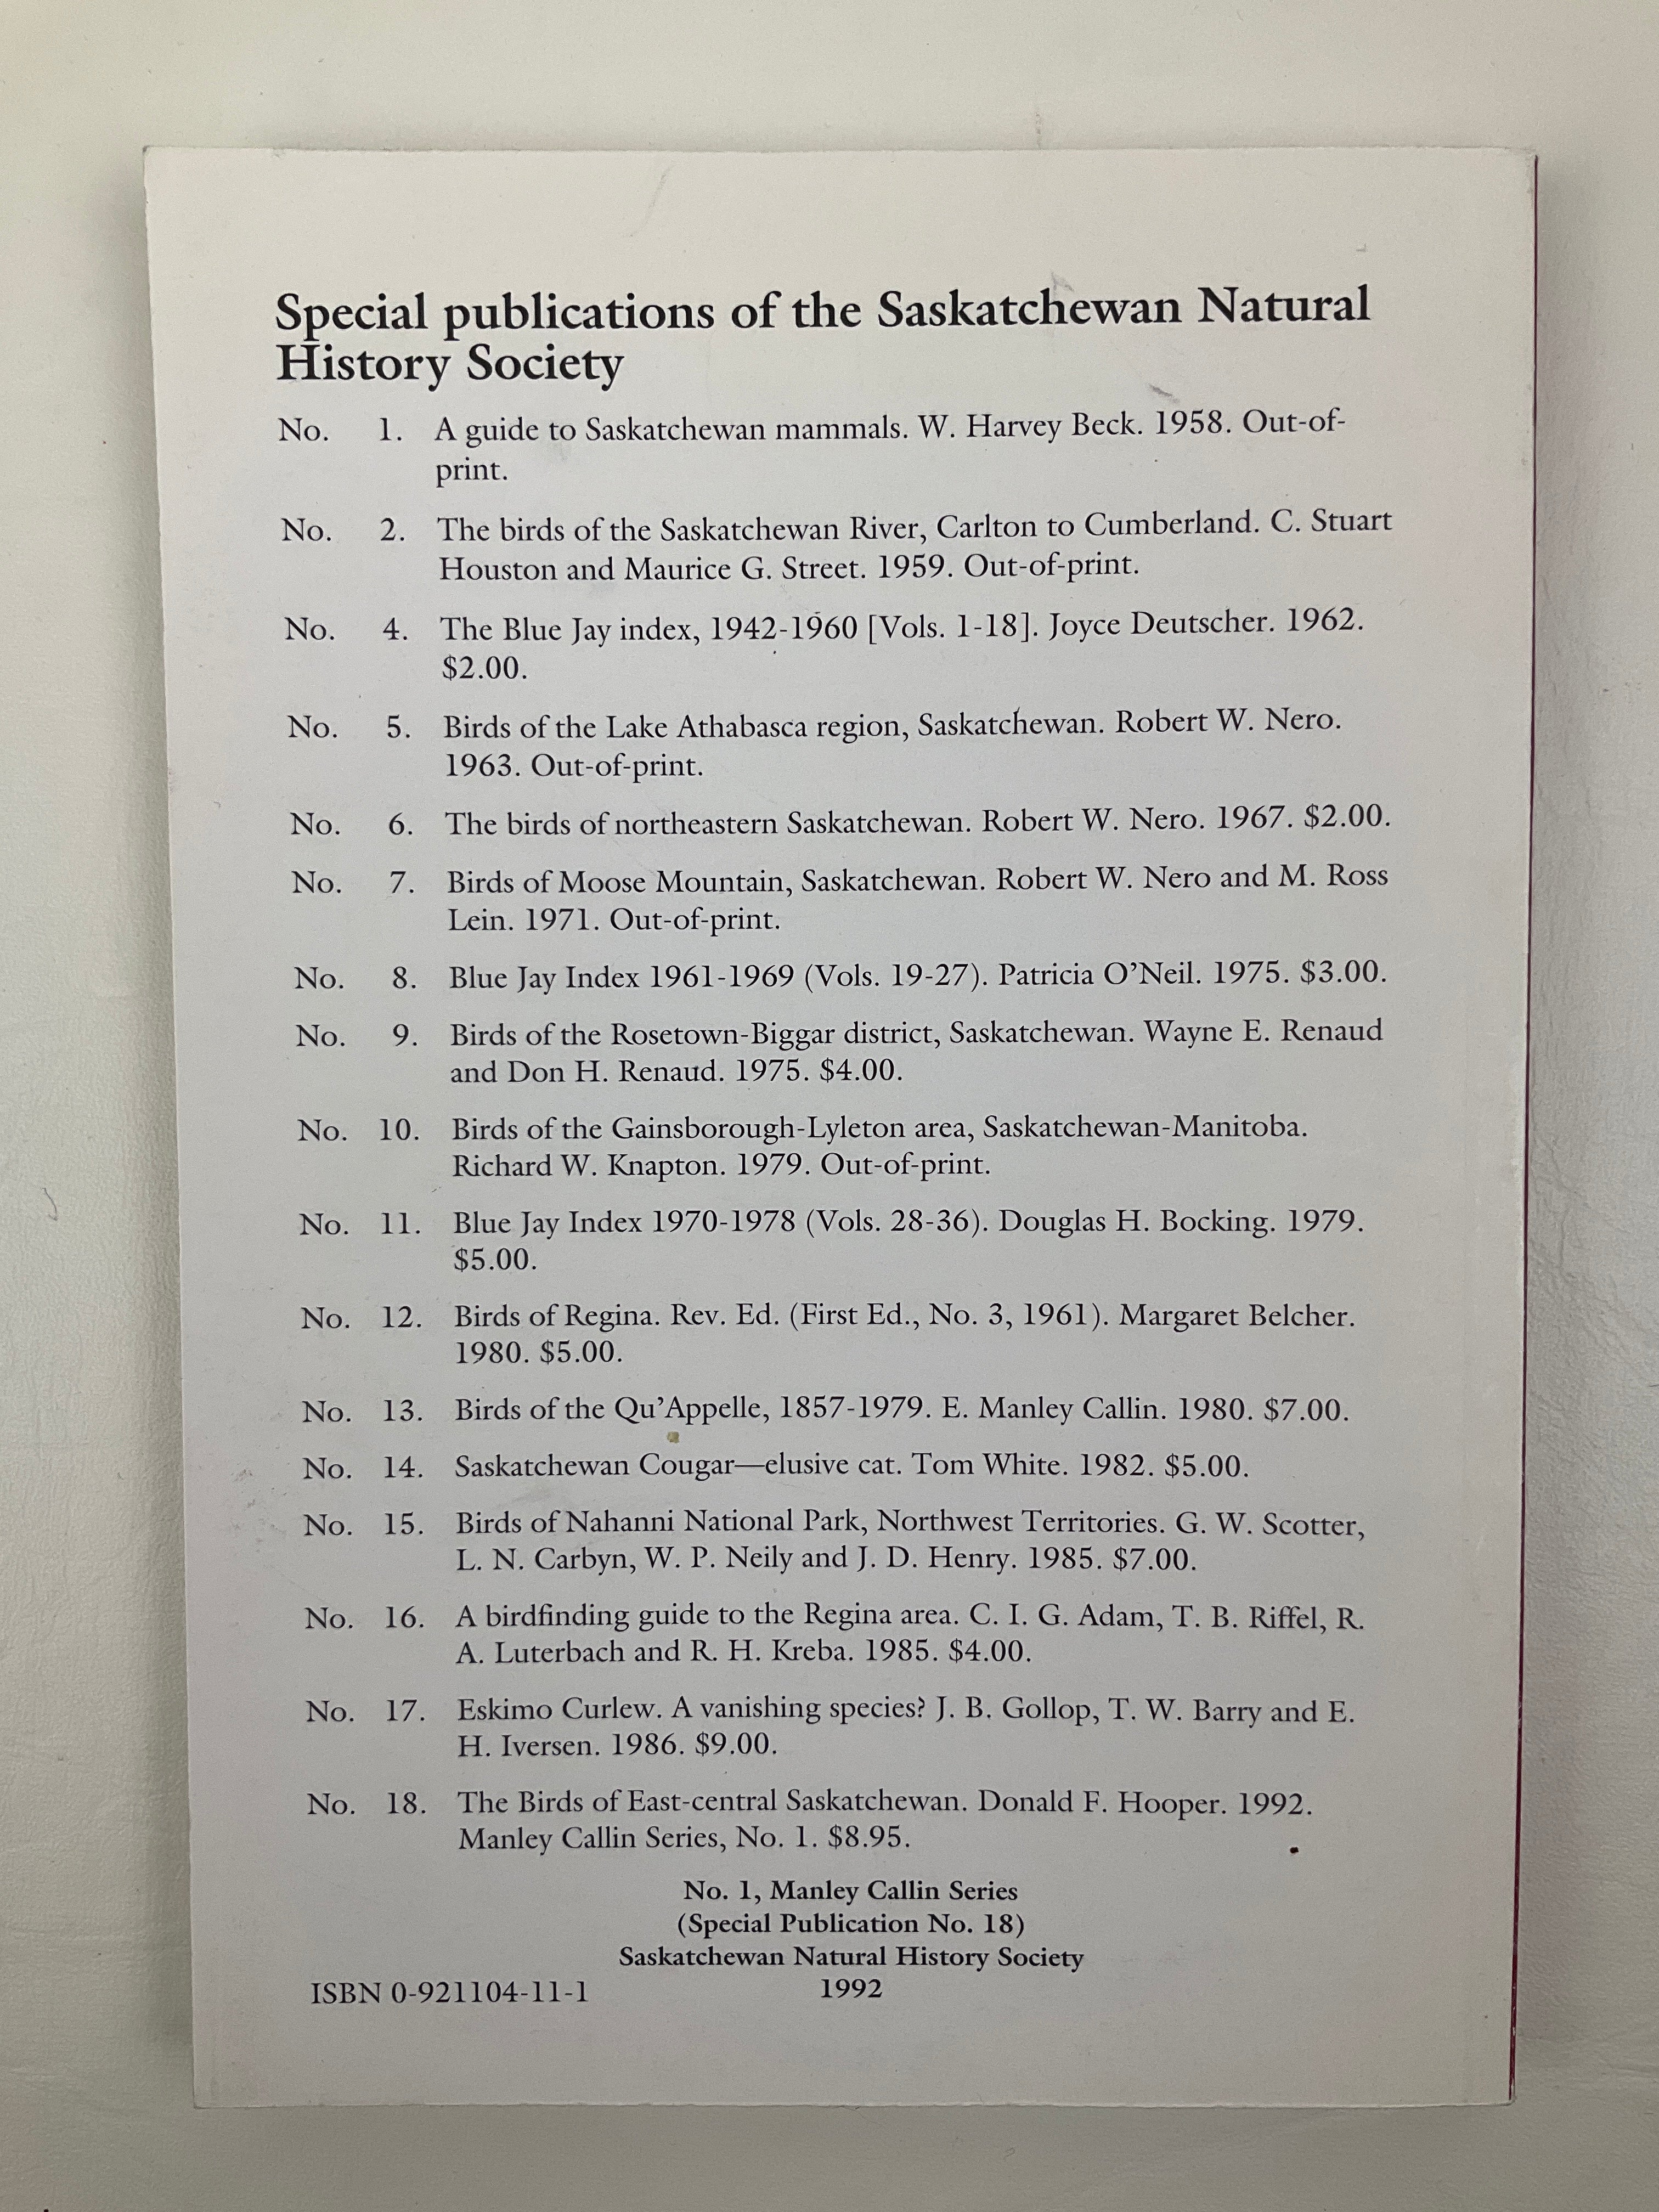 Special publications of the Saskatchewan Natural
History Society
No. 1. A guide to Saskatchewan mammals. W. Harvey Beck. 1958. Out-of-
print.
No. 2. The birds of the Saskatchewan River, Carlton to Cumberland. C. Stuart
Houston and Maurice G. Street. 1959. Out-of-print.
No. 4. The Blue Jay index, 1942-1960 [Vols. 1-18]. Joyce Deutscher. 1962.
$2.00.
No. 5. Birds of the Lake Athabasca region, Saskatchewan. Robert W. Nero.
1963. Out-of-print.
No. 6. The birds of northeastern Saskatchewan. Robert W. Nero. 1967. $2.00.
No. 7. Birds of Moose Mountain, Saskatchewan. Robert W. Nero and M. Ross
Lein. 1971. Out-of-print.
No. 8. Blue Jay Index 1961-1969 (Vols. 19-27). Patricia O’Neil. 1975. $3.00.
No. 9. Birds of the Rosetown-Biggar district, Saskatchewan. Wayne E. Renaud
and Don H. Renaud. 1975. $4.00.
No. 10. Birds of the Gainsborough-Lyleton area, Saskatchewan-Manitoba.
Richard W. Knapton. 1979. Out-of-print.
No. 11. Blue Jay Index 1970-1978 (Vols. 28-36). Douglas H. Bocking. 1979.
$5.00.
No. 12. Birds of Regina. Rev. Ed. (First Ed., No. 3, 1961). Margaret Belcher.
1980. $5.00.
No. 13. Birds of the Qu’Appelle, 1857-1979. E. Manley Callin. 1980. $7.00.
No. 14. Saskatchewan Cougar—elusive cat. Tom White. 1982. $5.00.
No. 15. Birds of Nahanni National Park, Northwest Territories. G. W. Scotter,
L. N. Carbyn, W. P. Neily and J. D. Henry. 1985. $7.00.
No. 16. A birdfinding guide to the Regina area. C. I. G. Adam, T. B. Riffel, R.
A. Luterbach and R. H. Kreba. 1985. $4.00.
No. 17. Eskimo Curlew. A vanishing species? J. B. Gollop, T. W. Barry and E.
H. Iversen. 1986. $9.00.
No. 18. The Birds of East-central Saskatchewan. Donald F. Hooper. 1992.
Manley Callin Series, No. 1. $8.95.
No. 1, Manley Callin Series
(Special Publication No. 18)
Saskatchewan Natural History Society
ISBN 0-921104-11-1 1992